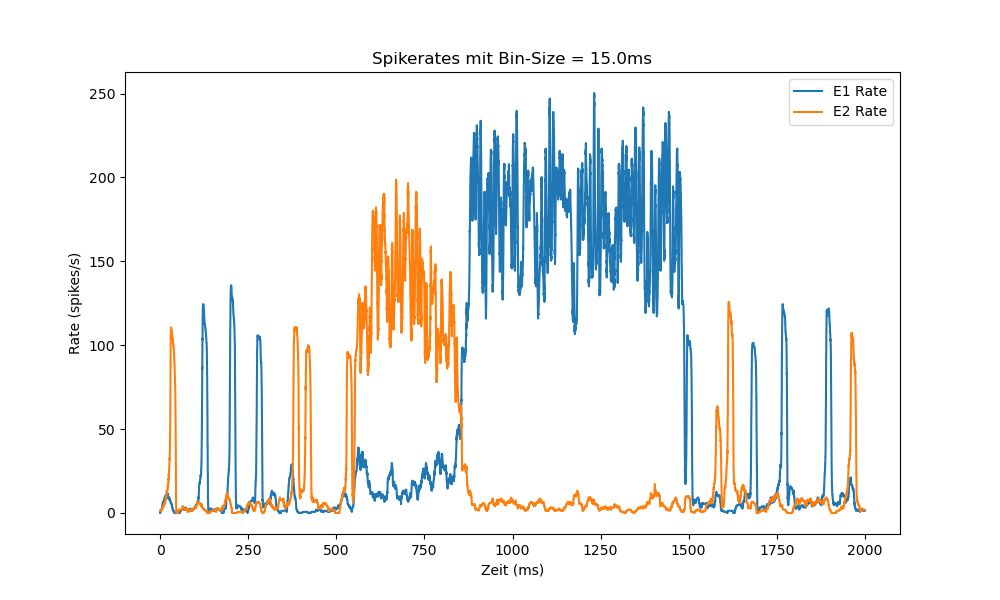 Spikerates mit Bin-Size = 15.0ms
E1 Rate
E2 Rate
250
200
150
100
50
0
Rate (spikes/s)
0 250 500 750 1000 1250 1500 1750 2000
Zeit (ms)